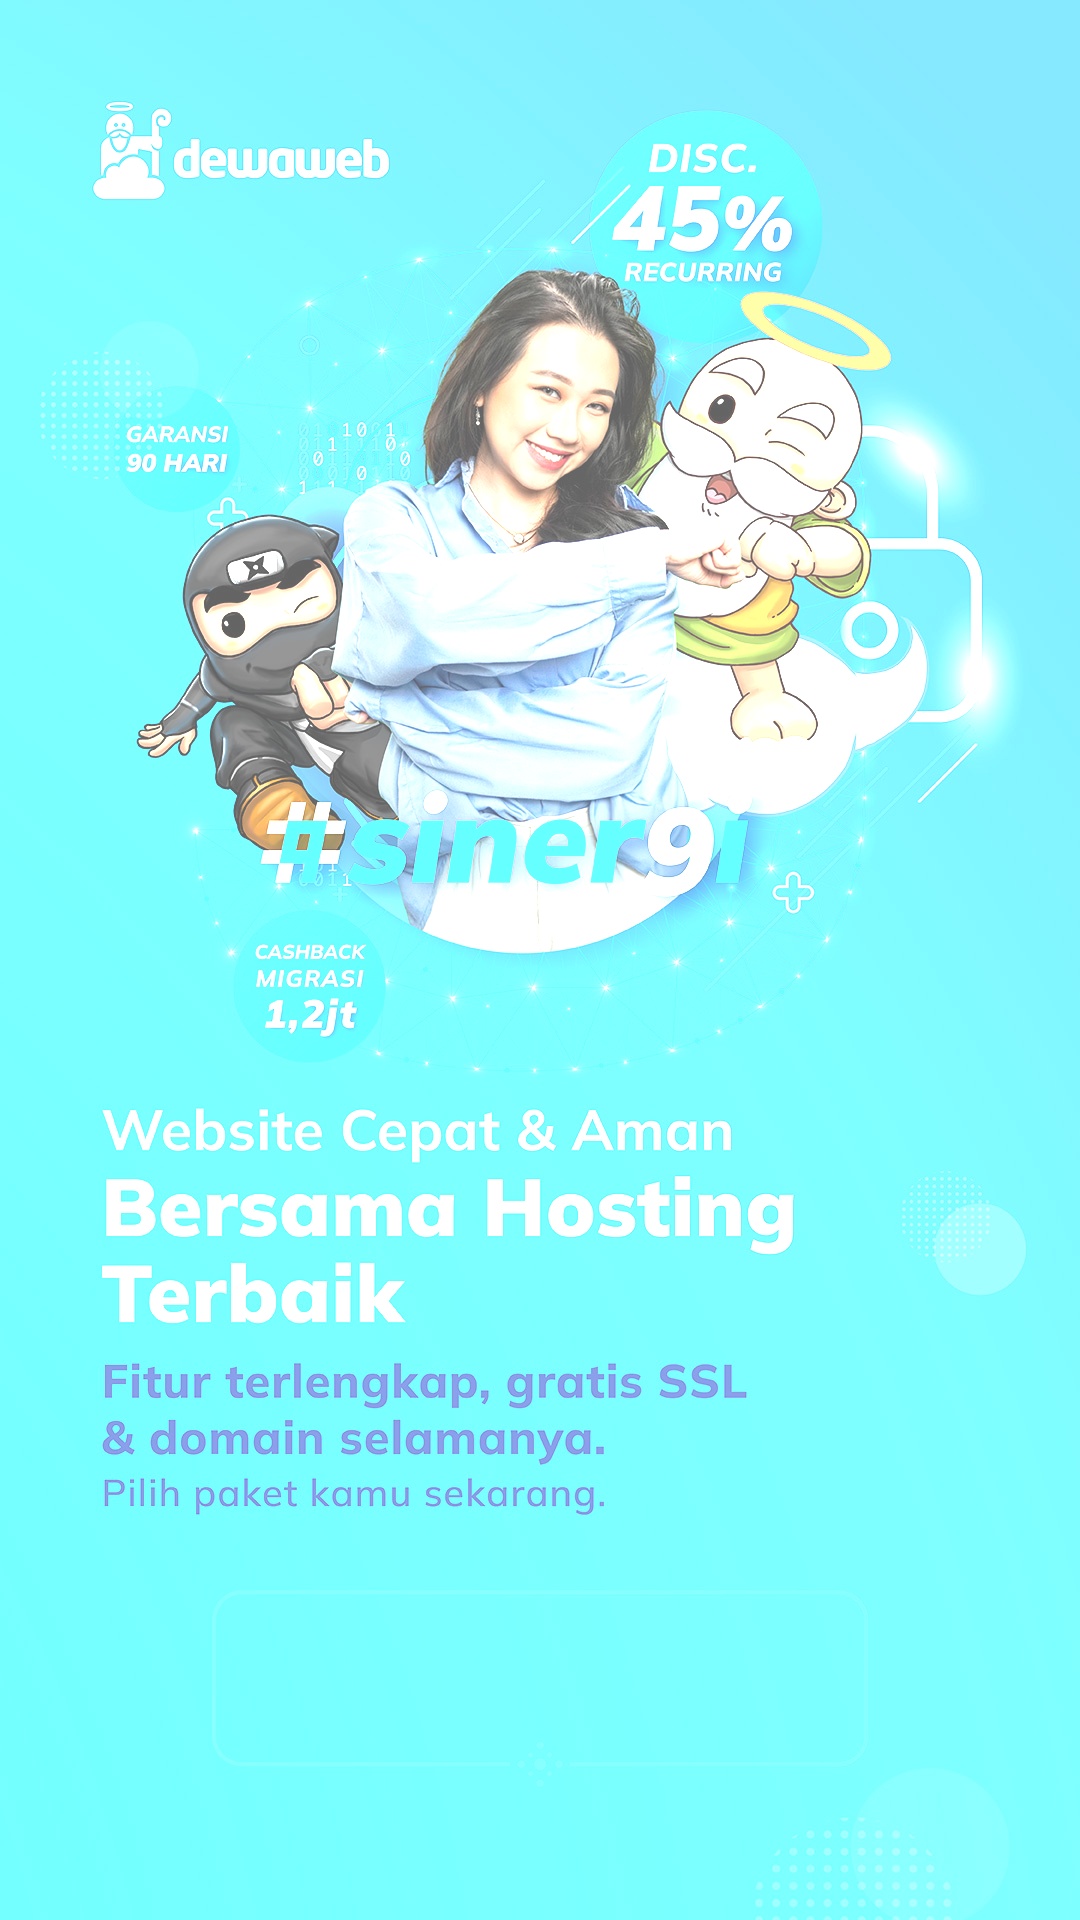 dewaweb
DISC.
45%
RECURRING
GARANSI
90 HARI
#siner9i
CASHBACK
MIGRASI
1,2jt
Website Cepat & Aman
Bersama Hosting
Terbaik
Fitur terlengkap, gratis SSL
& domain selamanya.
Pilih paket kamu sekarang.